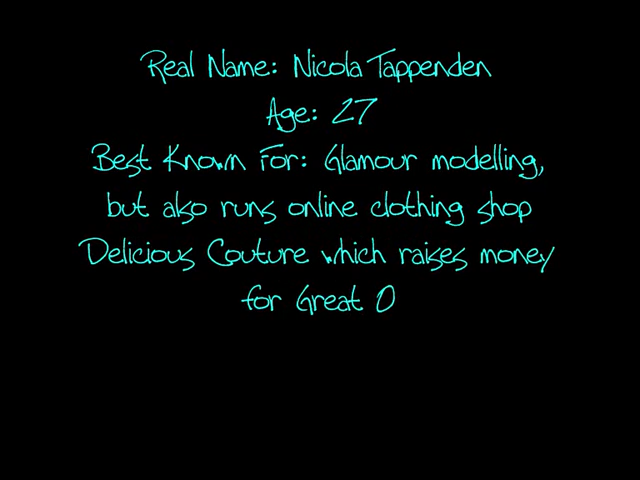 Real Name: Nicola Tappenden
Age: 27
Best Known For: Glamour modelling,
but also runs online clothing shop
Delicious Couture which raises money
for Great O